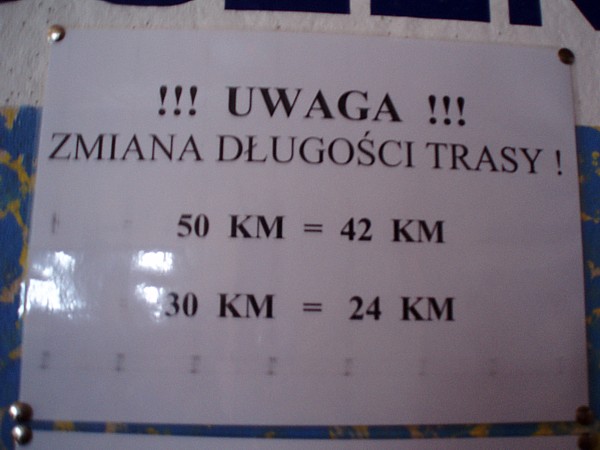 !!! UWAGA !!!
ZMIANA DŁUGOŚCI TRASY !
50 KM = 42 KM
30 KM = 24 KM